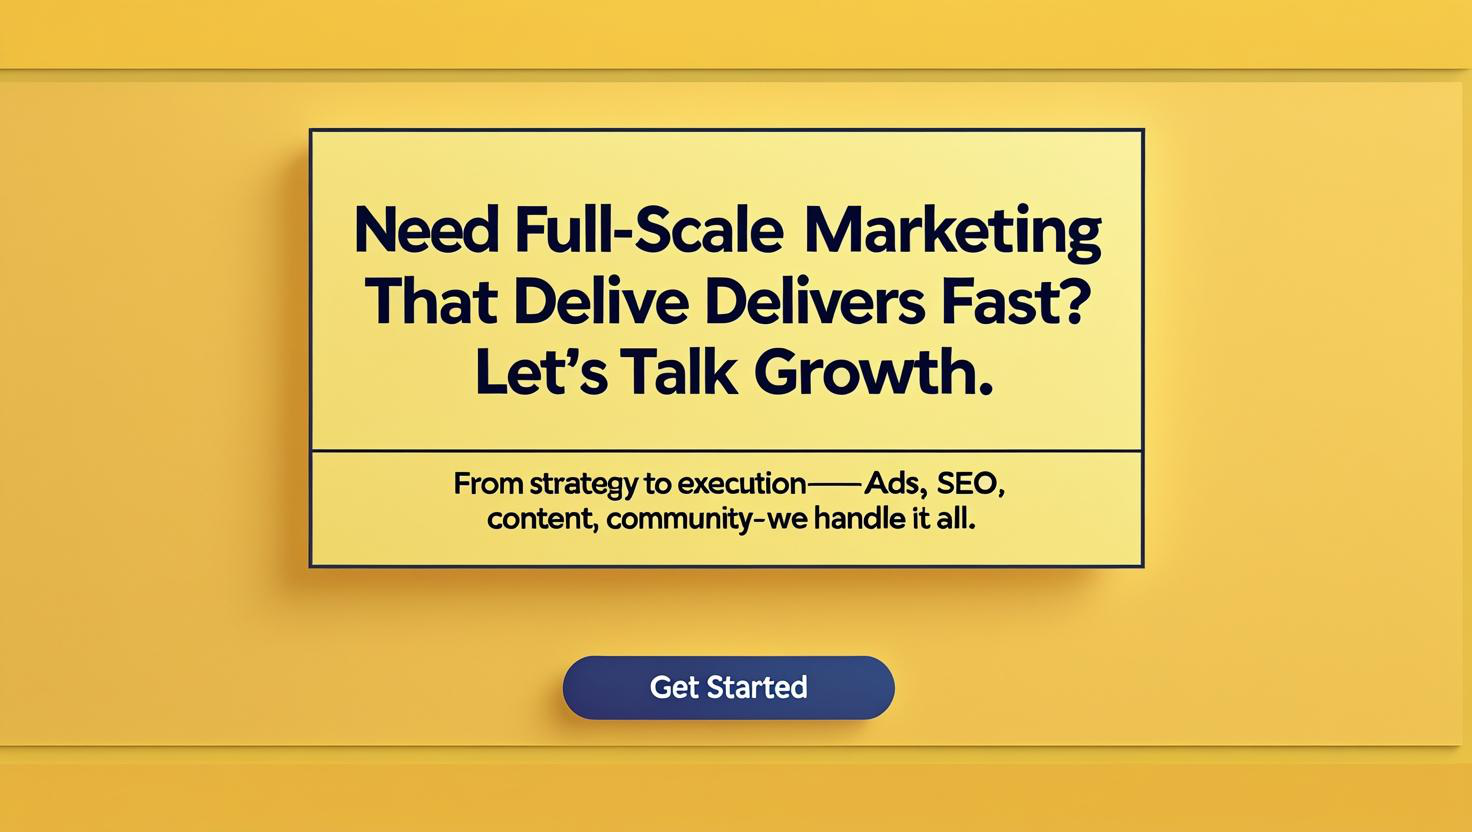 Need Full-Scale Marketing
That Delive Delivers Fast?
Let’s Talk Growth.
From strategy to execution——Ads, SEO,
content, community-we handle it all.
Get Started